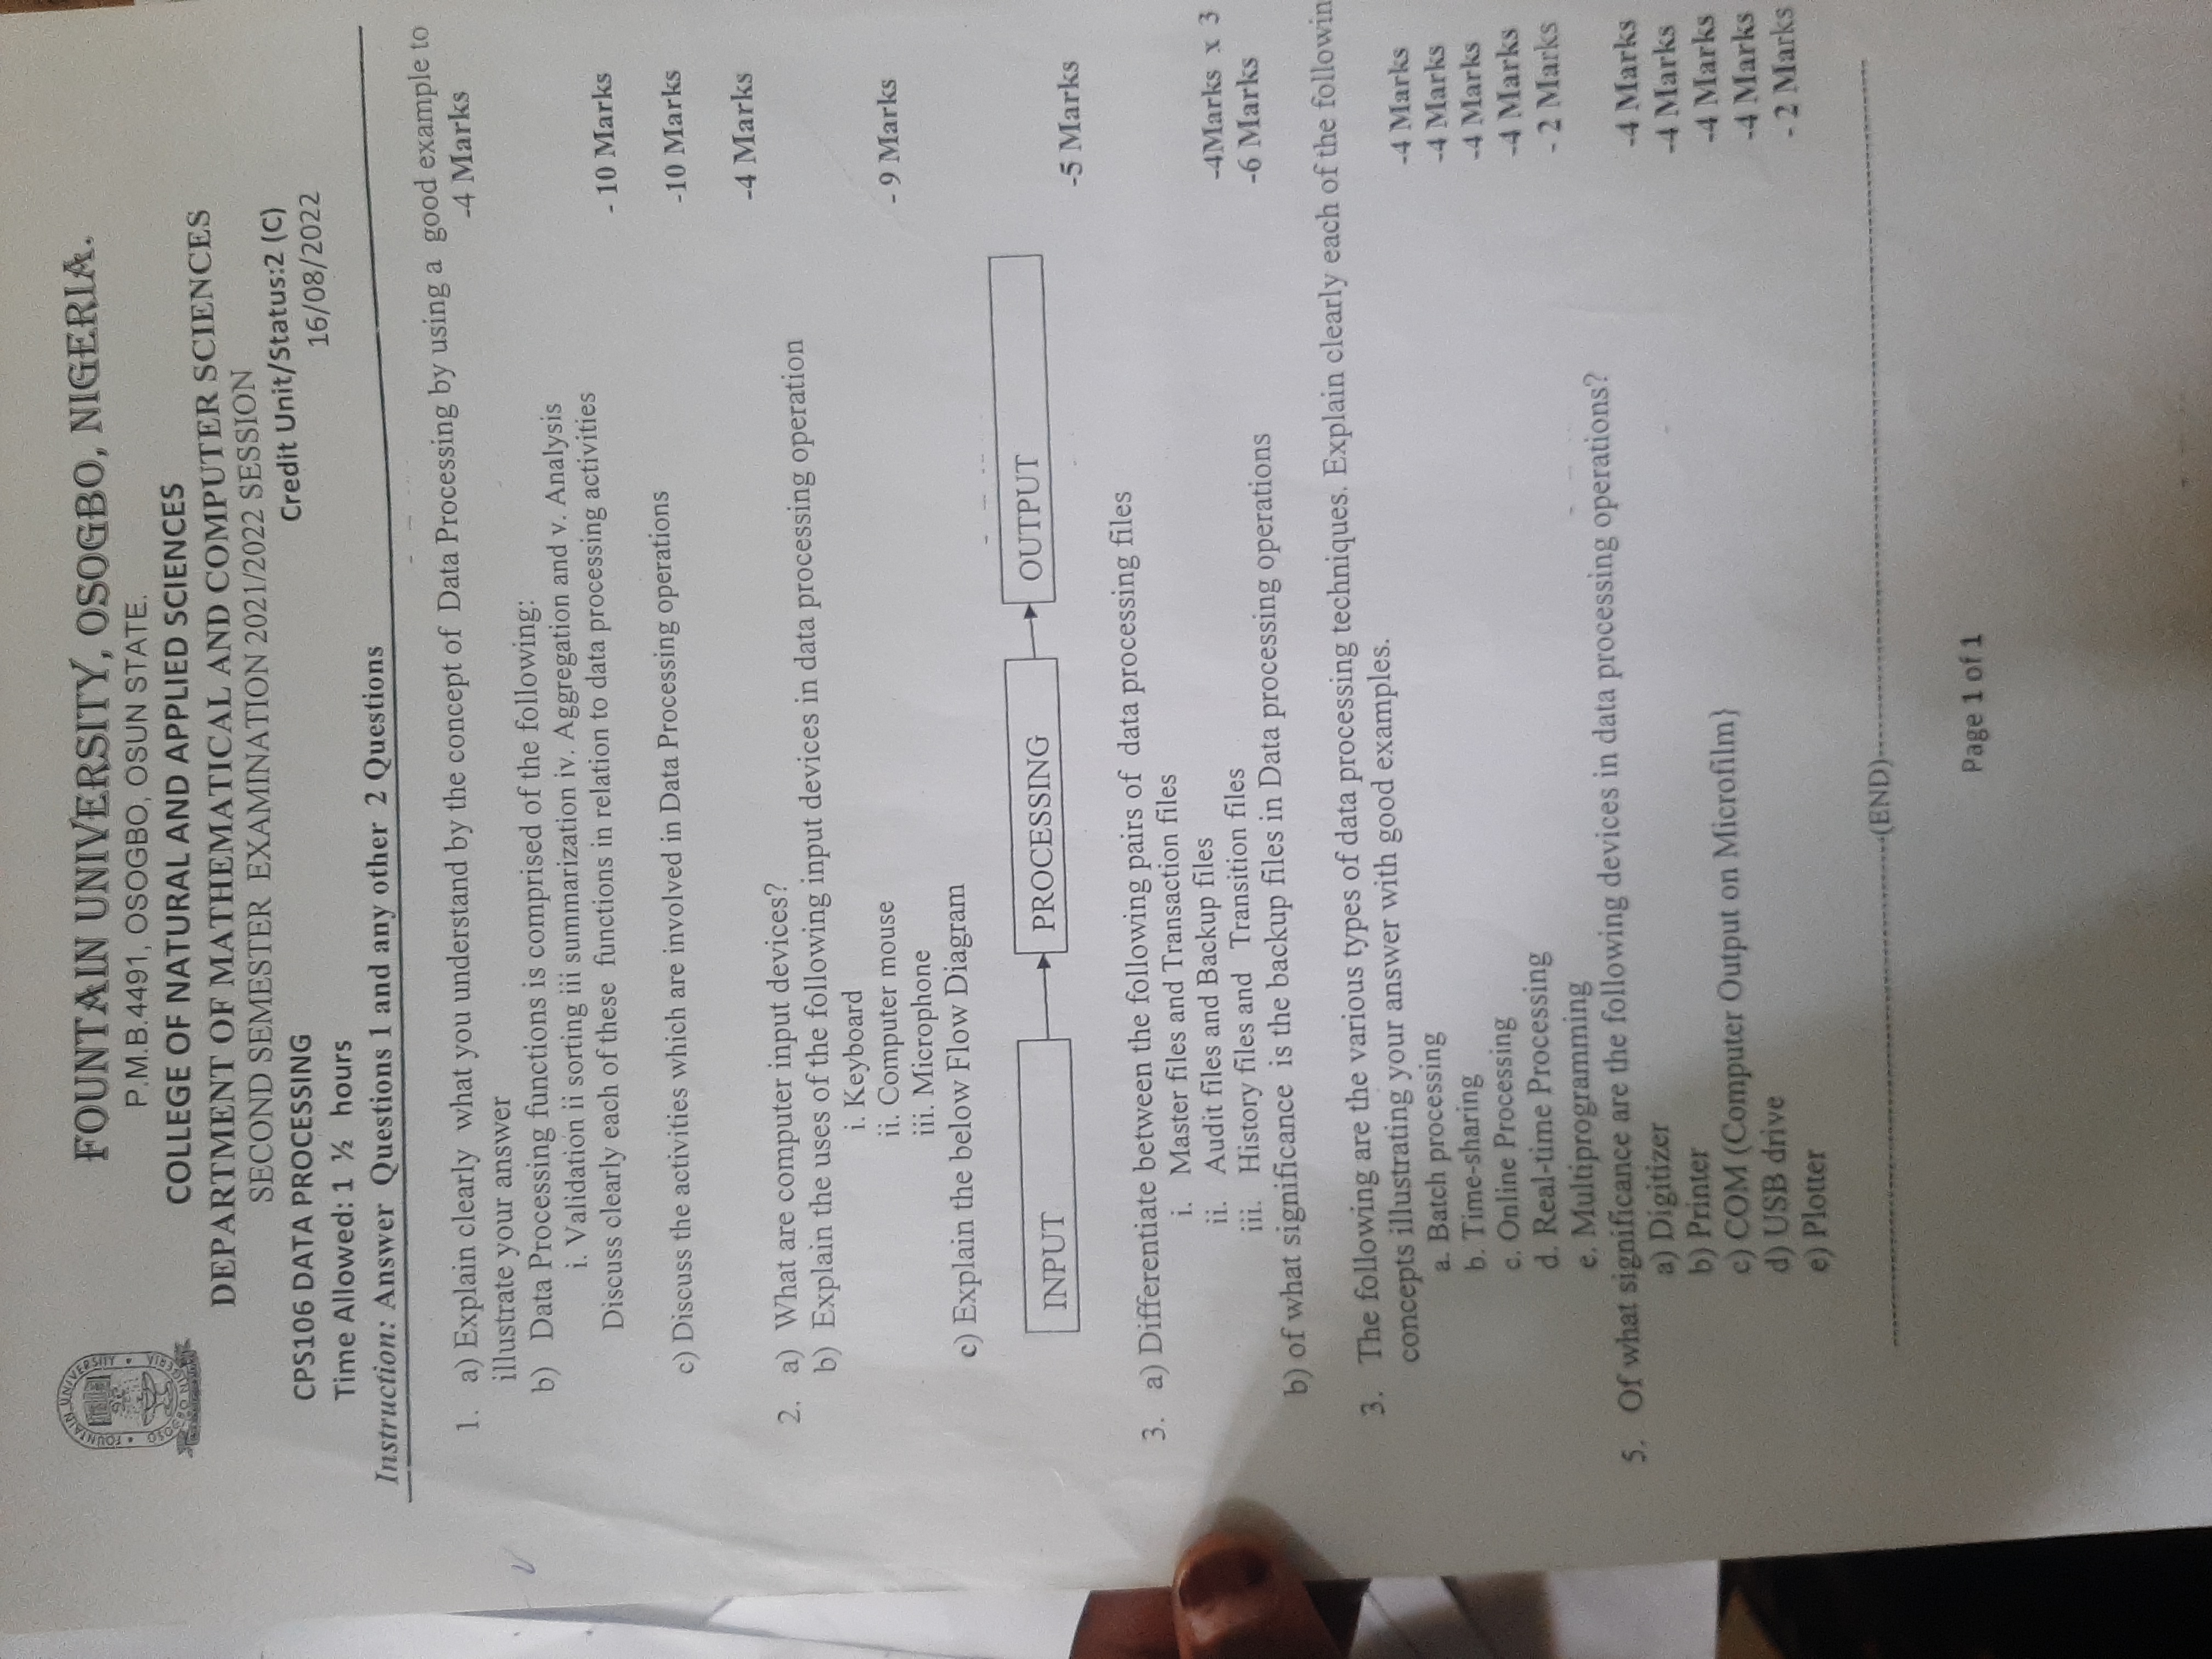 FOUNTAIN UNIVERSITY OSOGBO NIGERIA
FOUNTAIN UNIVERSITY, OSOGBO, NIGERIA.
P.M.B.4491, OSOGBO, OSUN STATE.
COLLEGE OF NATURAL AND APPLIED SCIENCES
DEPARTMENT OF MATHEMATICAL AND COMPUTER SCIENCES
SECOND SEMESTER EXAMINATION 2021/2022 SESSION
CPS106 DATA PROCESSING Credit Unit/Status:2 (C)
Time Allowed: 1 ½ hours 16/08/2022
Instruction: Answer Questions 1 and any other 2 Questions
1. a) Explain clearly what you understand by the concept of Data Processing by using a good example to
illustrate your answer -4 Marks
b) Data Processing functions is comprised of the following:
i. Validation ii sorting iii summarization iv. Aggregation and v. Analysis
Discuss clearly each of these functions in relation to data processing activities - 10 Marks
c) Discuss the activities which are involved in Data Processing operations -10 Marks
2. a) What are computer input devices? -4 Marks
b) Explain the uses of the following input devices in data processing operation
i. Keyboard
ii. Computer mouse
iii. Microphone - 9 Marks
c) Explain the below Flow Diagram
INPUT PROCESSING OUTPUT
-5 Marks
3. a) Differentiate between the following pairs of data processing files
i. Master files and Transaction files
ii. Audit files and Backup files
iii. History files and Transition files -4Marks x 3
b) of what significance is the backup files in Data processing operations -6 Marks
3. The following are the various types of data processing techniques. Explain clearly each of the followin
concepts illustrating your answer with good examples.
a. Batch processing -4 Marks
b. Time-sharing -4 Marks
c. Online Processing -4 Marks
d. Real-time Processing -4 Marks
e. Multiprogramming - 2 Marks
5. Of what significance are the following devices in data processing operations?
a) Digitizer -4 Marks
b) Printer -4 Marks
c) COM (Computer Output on Microfilm} -4 Marks
d) USB drive -4 Marks
e) Plotter - 2 Marks
(END)
Page 1 of 1